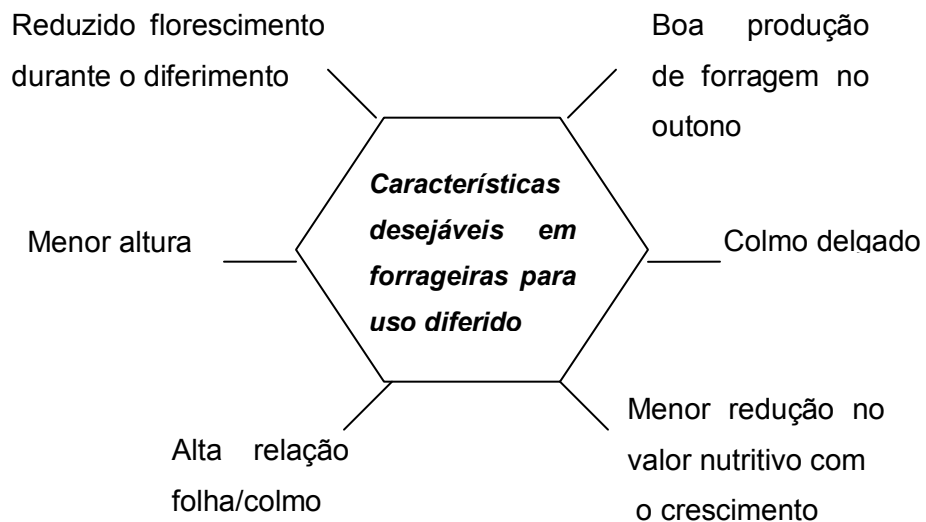 Reduzido florescimento
durante o diferimento
Boa produção
de forragem no
outono
Características
desejáveis em
forrageiras para
uso diferido
Menor altura
Colmo delgado
Alta relação
folha/colmo
Menor redução no
valor nutritivo com
o crescimento